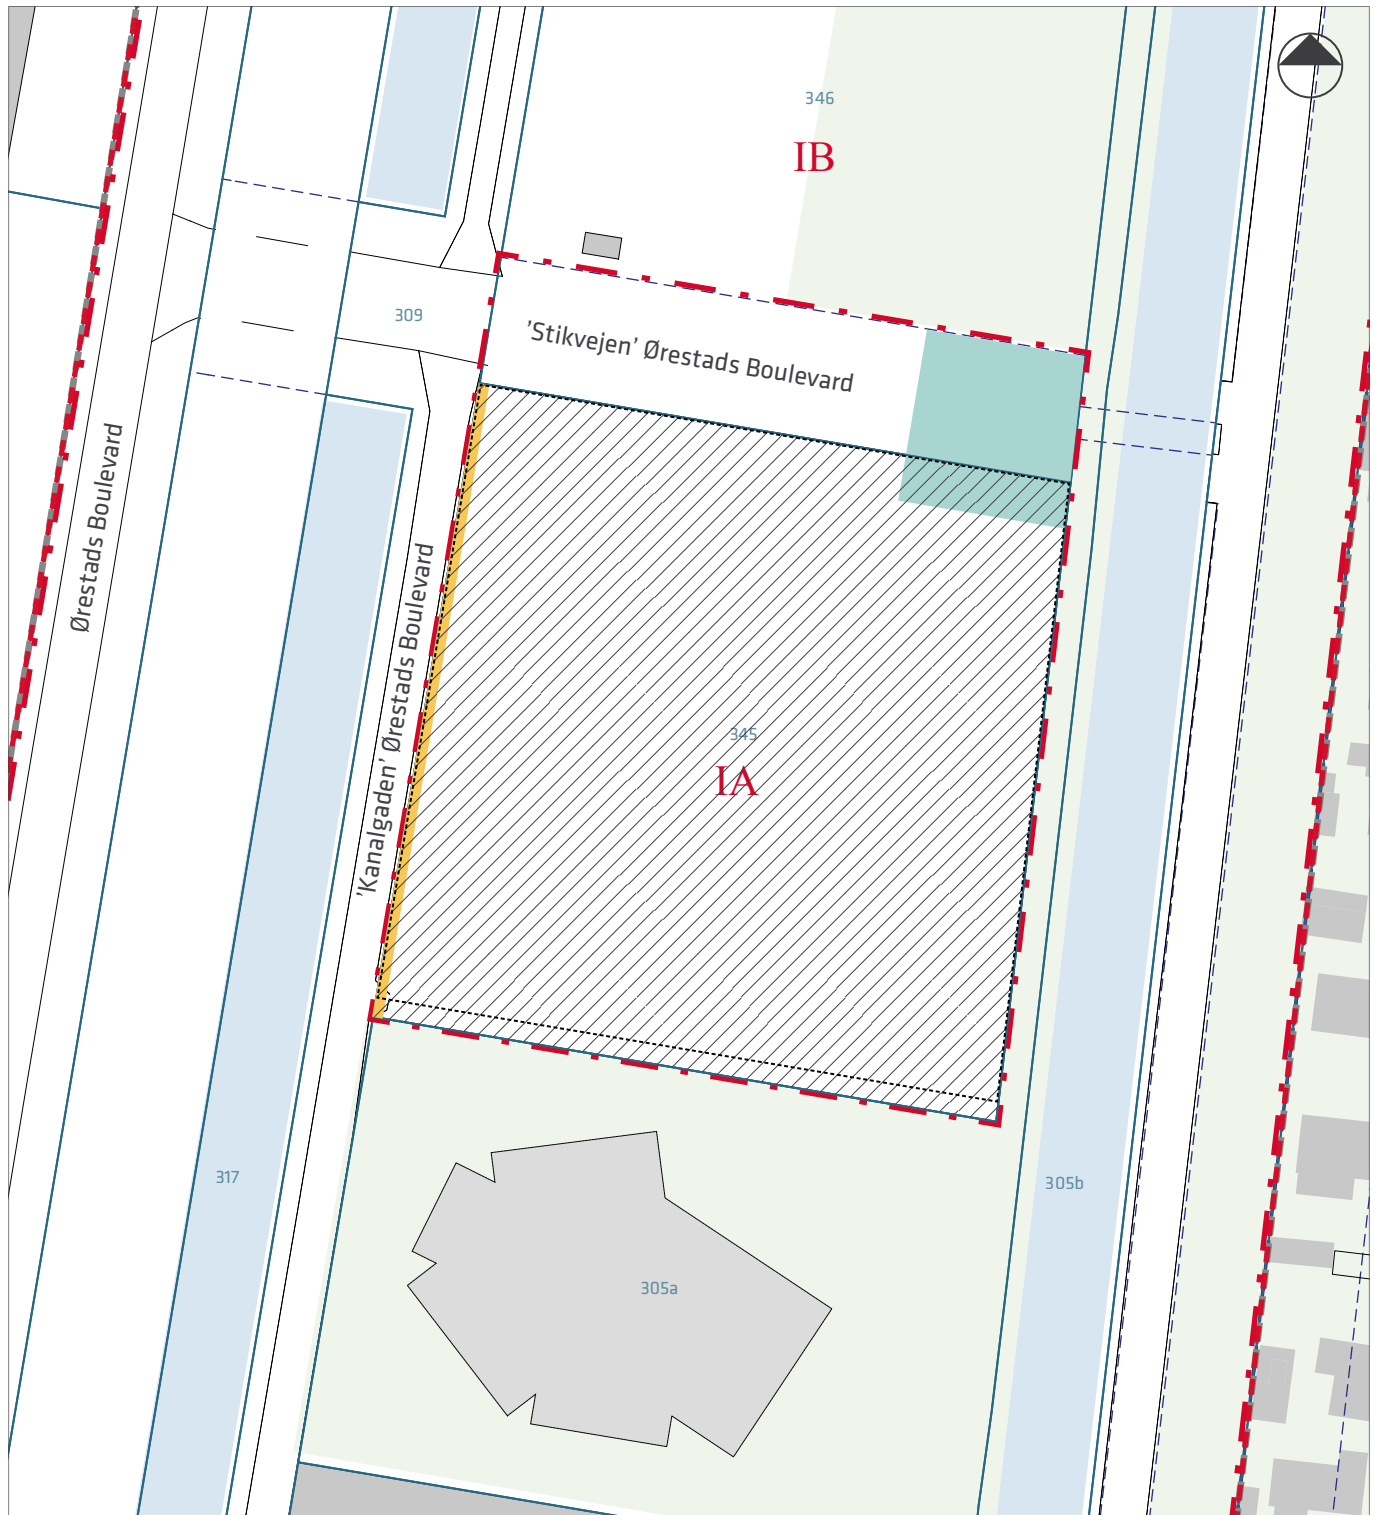 346
IB
309
’Stikvejen’ Ørestads Boulevard
Ørestads Boulevard
’Kanalgaden’ Ørestads Boulevard
345
IA
317
305b
305a